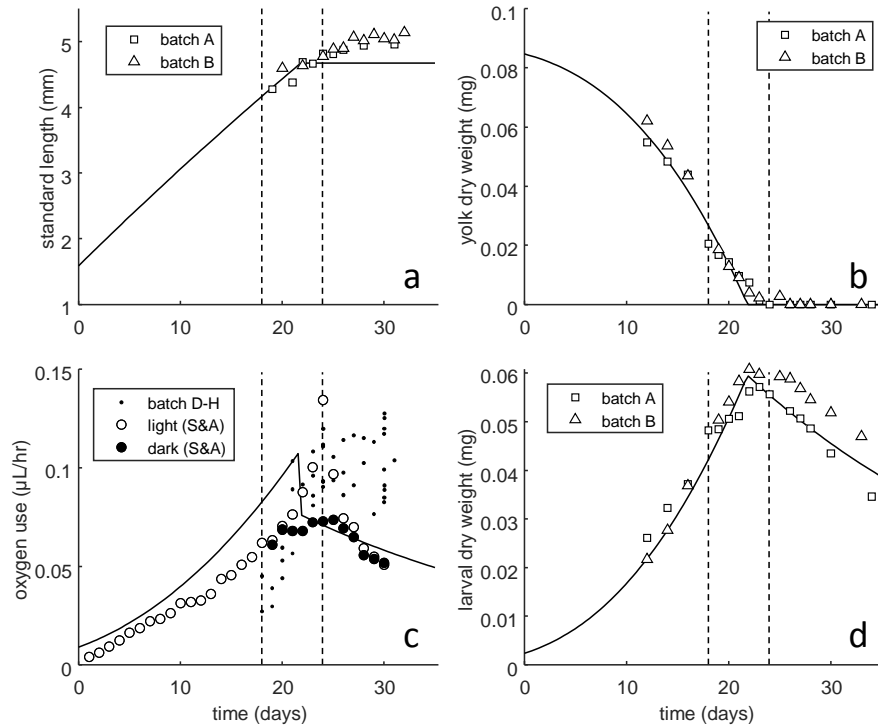 5
4
3
2
1
standard length (mm)
batch A
batch B
a
0
10
20
30
0.1
0.08
0.06
0.04
0.02
0
yolk dry weight (mg)
batch A
batch B
b
0
10
20
30
0.15
0.1
0.05
0
oxygen use (µL/hr)
batch D-H
light (S&A)
dark (S&A)
c
0
10
20
30
time (days)
0.06
0.05
0.04
0.03
0.02
0.01
0.00
larval dry weight (mg)
batch A
batch B
d
0
10
20
30
time (days)